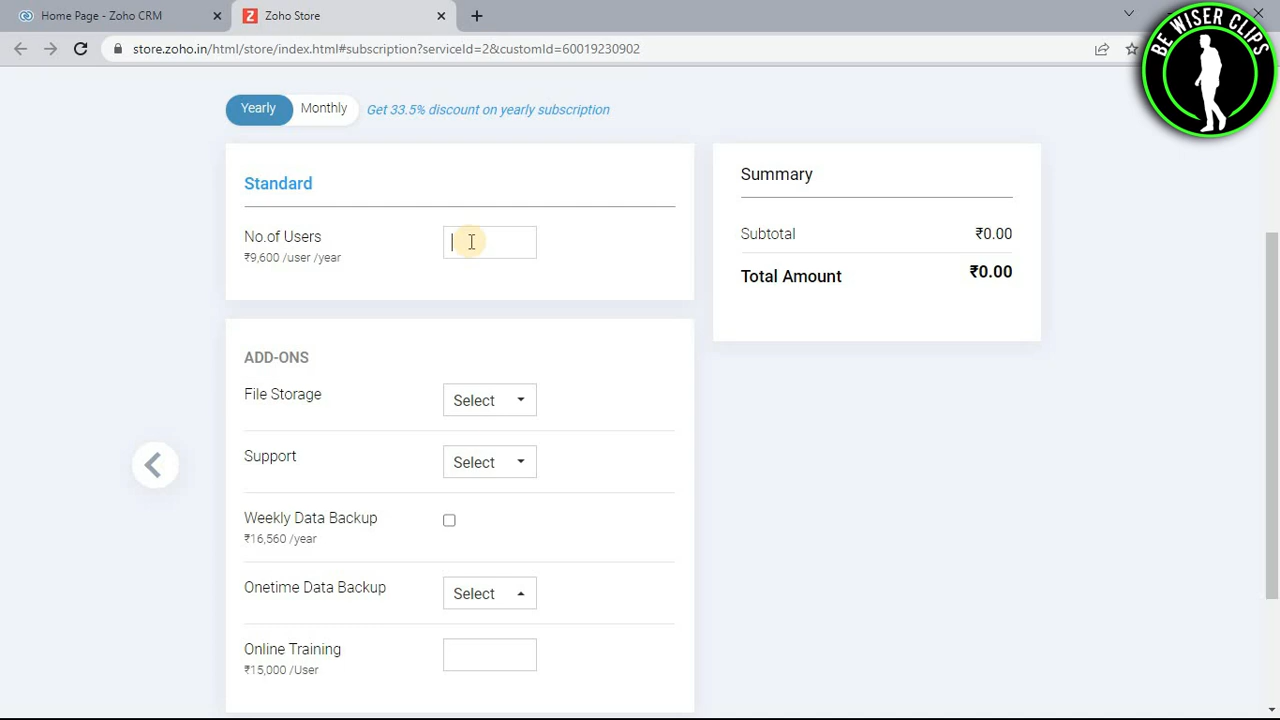 Home Page - Zoho CRM
Zoho Store
store.zoho.in/html/store/index.html#subscription?serviceId=2&customId=60019230902
BE WISER CLIPS
Yearly
Monthly
Get 33.5% discount on yearly subscription
Standard
No.of Users
₹9,600 /user /year
Summary
Subtotal ₹0.00
Total Amount ₹0.00
ADD-ONS
File Storage
Select
Support
Select
Weekly Data Backup
₹16,560 /year
Onetime Data Backup
Select
Online Training
₹15,000 /User